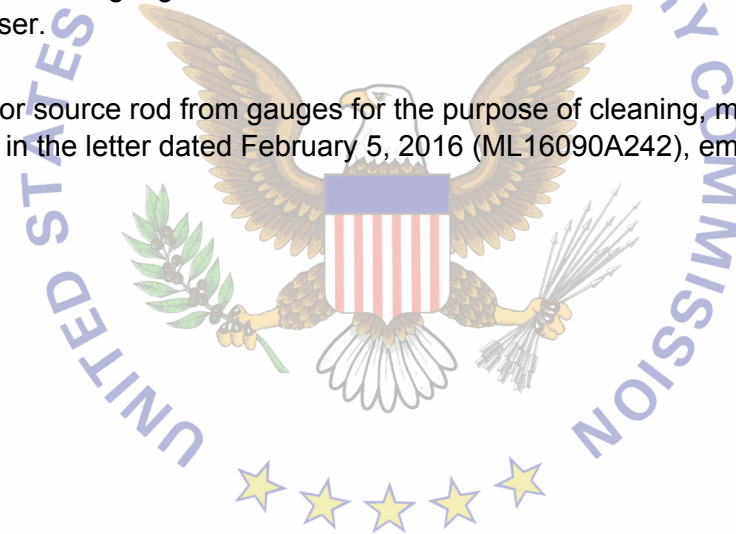 ser.
or source rod from gauges for the purpose of cleaning, m
in the letter dated February 5, 2016 (ML16090A242), em
UNITED STATES
Y COMMISSION